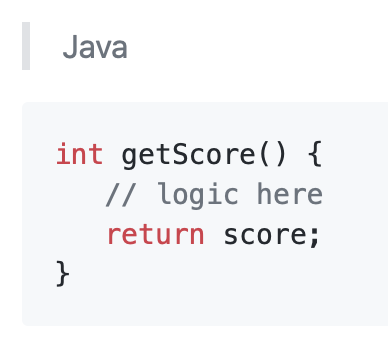 Java
int getScore() {
// logic here
return score;
}